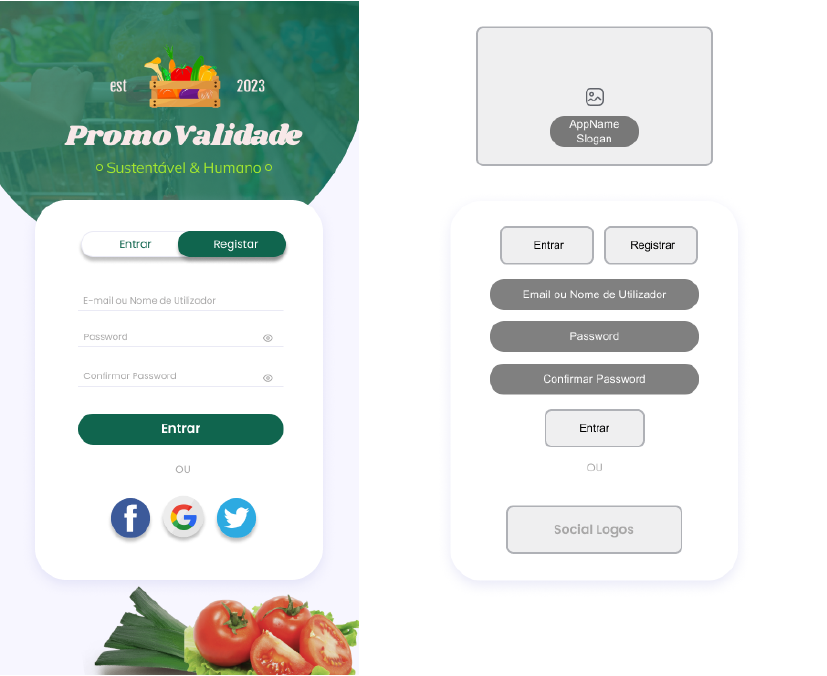 est
2023
PromoValidade
Sustentável & Humano
Entrar
Registar
E-mail ou Nome de Utilizador
Password
Confirmar Password
Entrar
OU
f
G
AppName
Slogan
Entrar
Registrar
Email ou Nome de Utilizador
Password
Confirmar Password
Entrar
OU
Social Logos